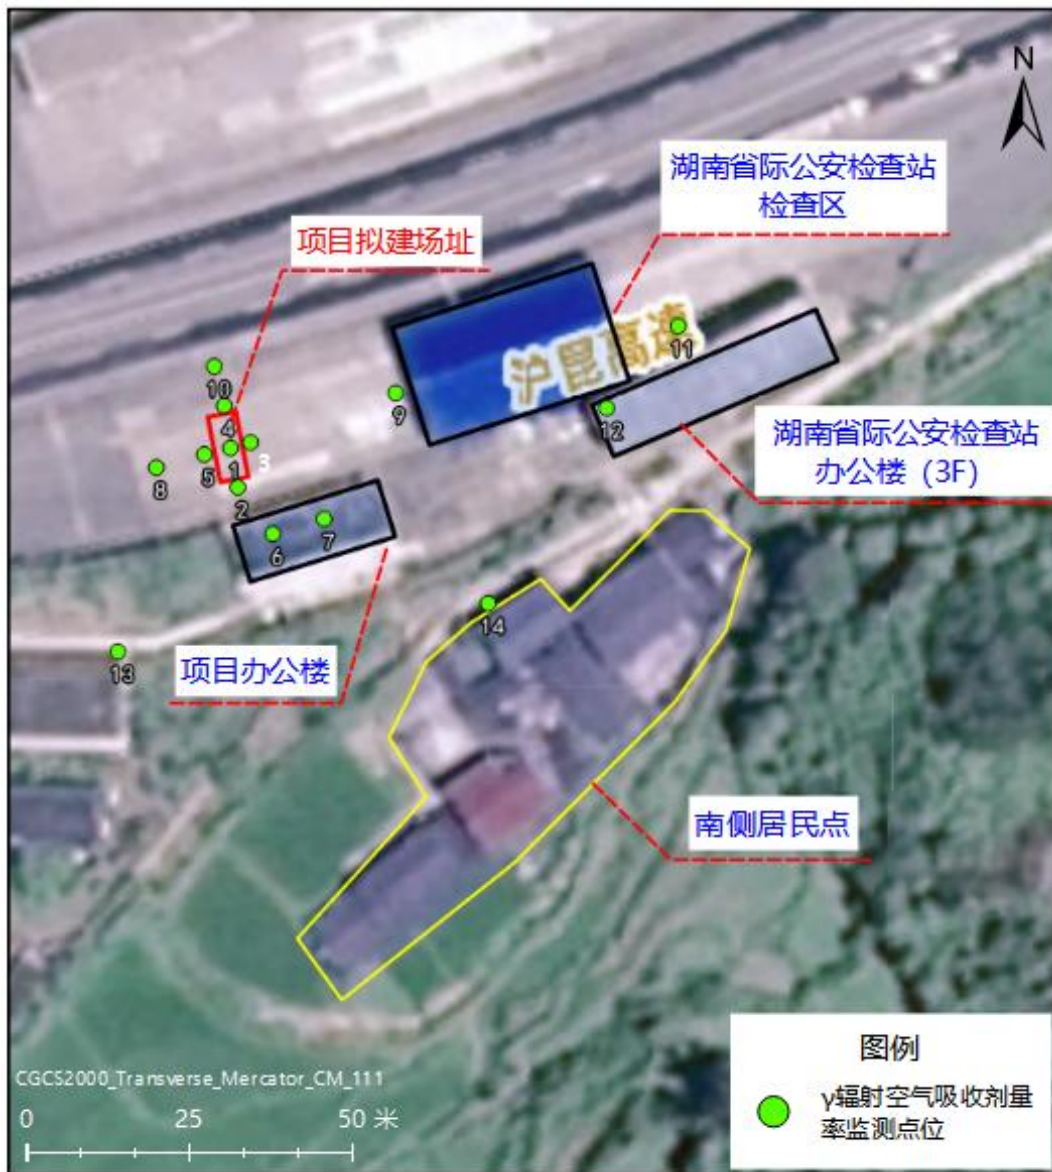 N
湖南省际公安检查站
检查区
项目拟建场址
沪昆高速
11
10
9
4
12
湖南省际公安检查站
办公楼（3F）
5
1
3
8
2
6
7
14
13
项目办公楼
南侧居民点
图例
γ辐射空气吸收剂量
率监测点位
CGCS2000_Transverse_Mercator_CM_111
0 25 50 米